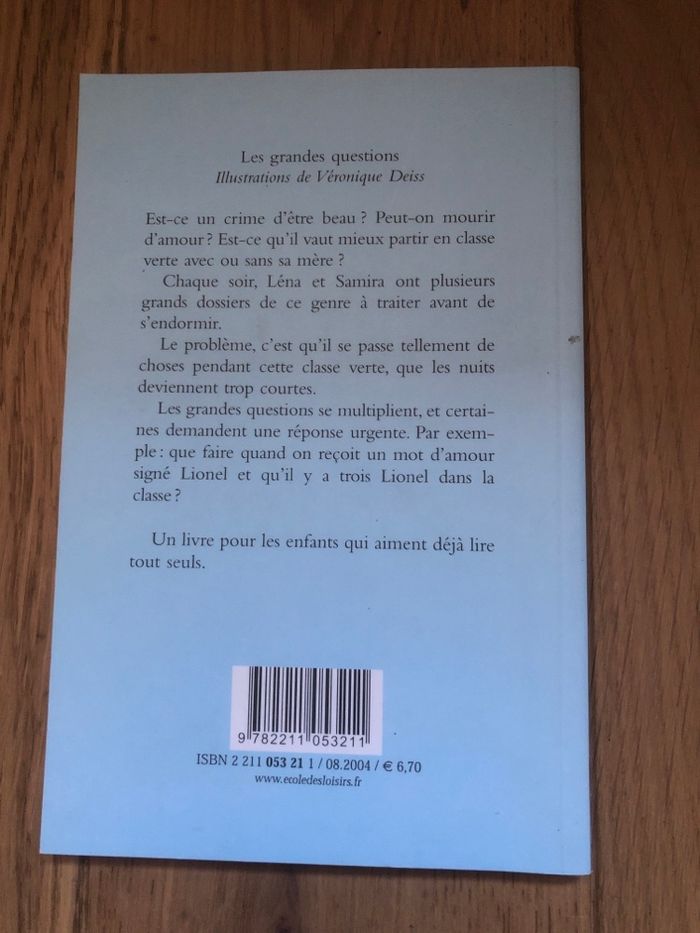 Les grandes questions
Illustrations de Véronique Deiss
Est-ce un crime d'être beau ? Peut-on mourir
d'amour ? Est-ce qu'il vaut mieux partir en classe
verte avec ou sans sa mère ?
Chaque soir, Léna et Samira ont plusieurs
grands dossiers de ce genre à traiter avant de
s'endormir.
Le problème, c'est qu'il se passe tellement de
choses pendant cette classe verte, que les nuits
deviennent trop courtes.
Les grandes questions se multiplient, et certai-
nes demandent une réponse urgente. Par exem-
ple : que faire quand on reçoit un mot d'amour
signé Lionel et qu'il y a trois Lionel dans la
classe ?
Un livre pour les enfants qui aiment déjà lire
tout seuls.
9 782211 053211
ISBN 2 211 053 21 1 / 08.2004 / € 6,70
www.ecoledesloisirs.fr